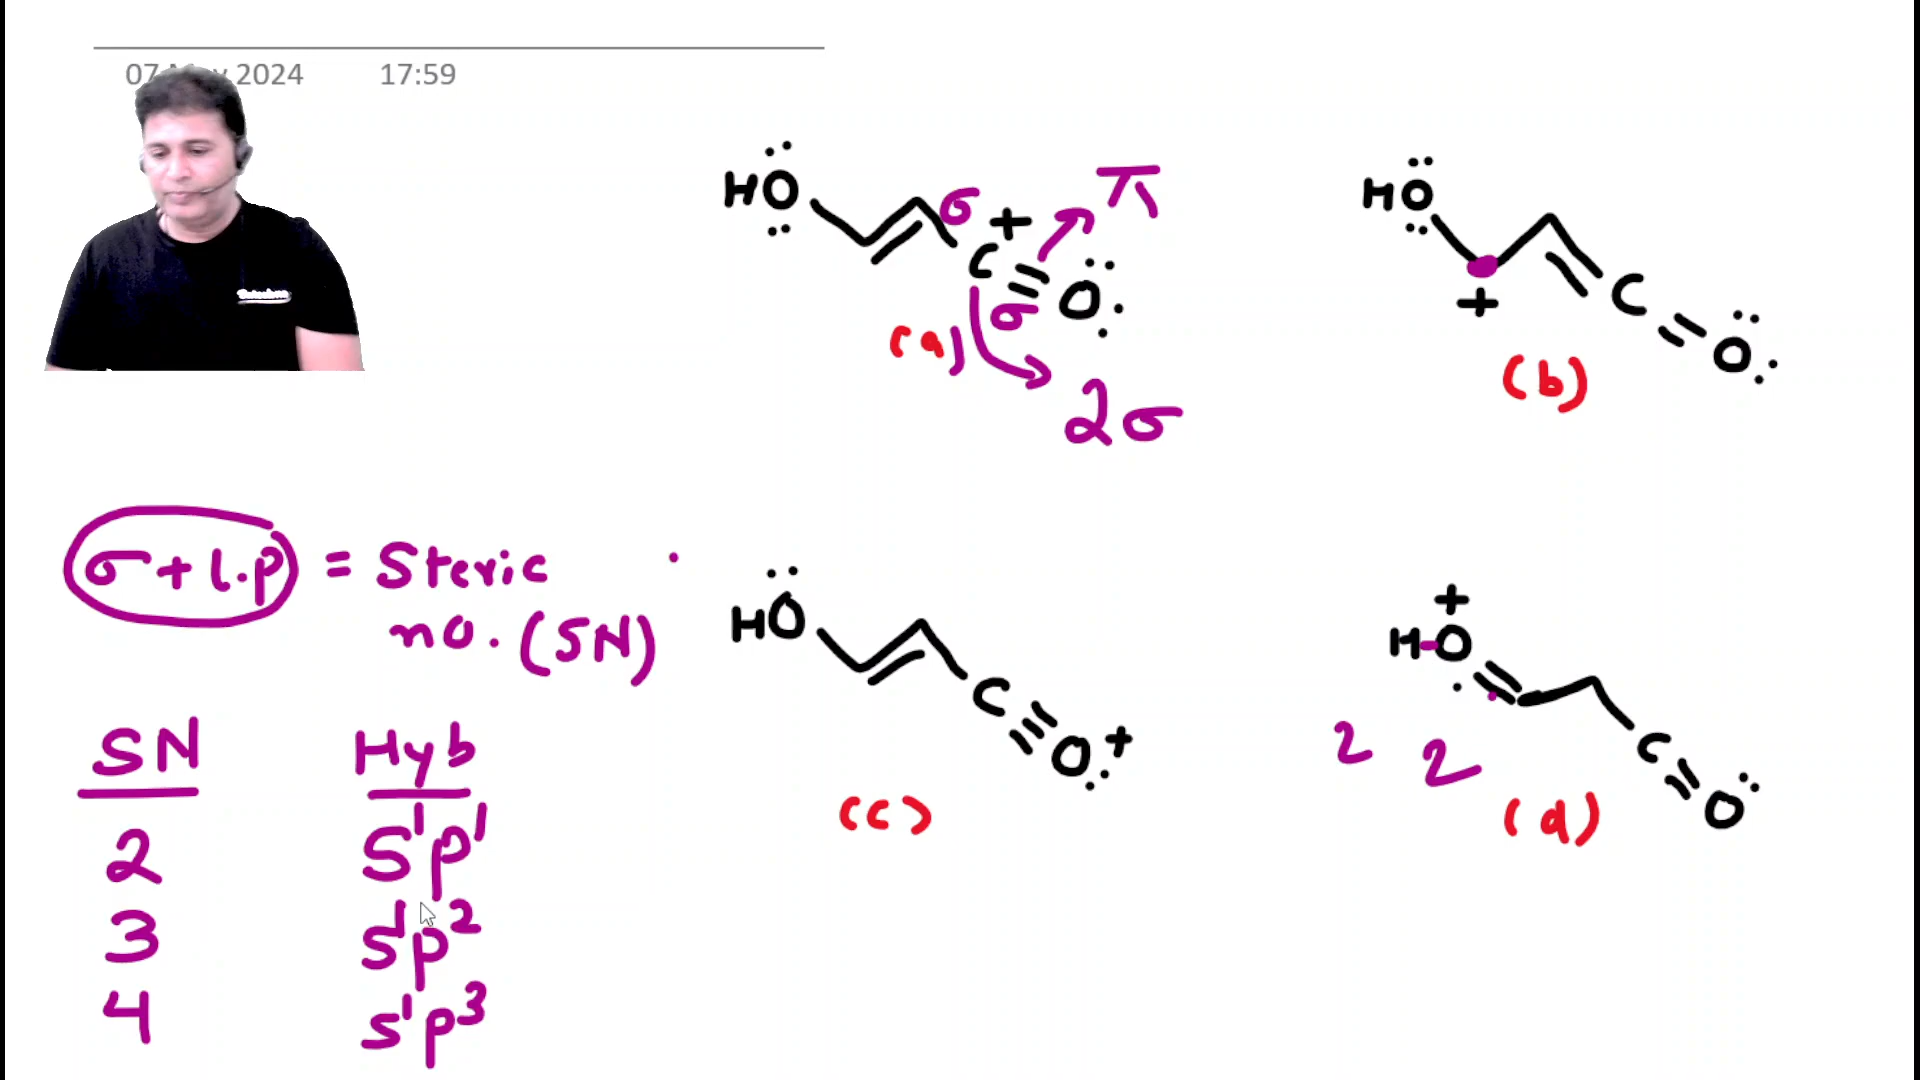 07 May 2024 17:59
HO
σ
+
π
C
O
σ
(a)
2σ
HO
+
C
O
(b)
σ + l.p = Steric
no. (SN)
SN Hyb
2 s¹p¹
3 s¹p²
4 s¹p³
HO
C
O +
(c)
+
H-O
C
O
2 2
(d)